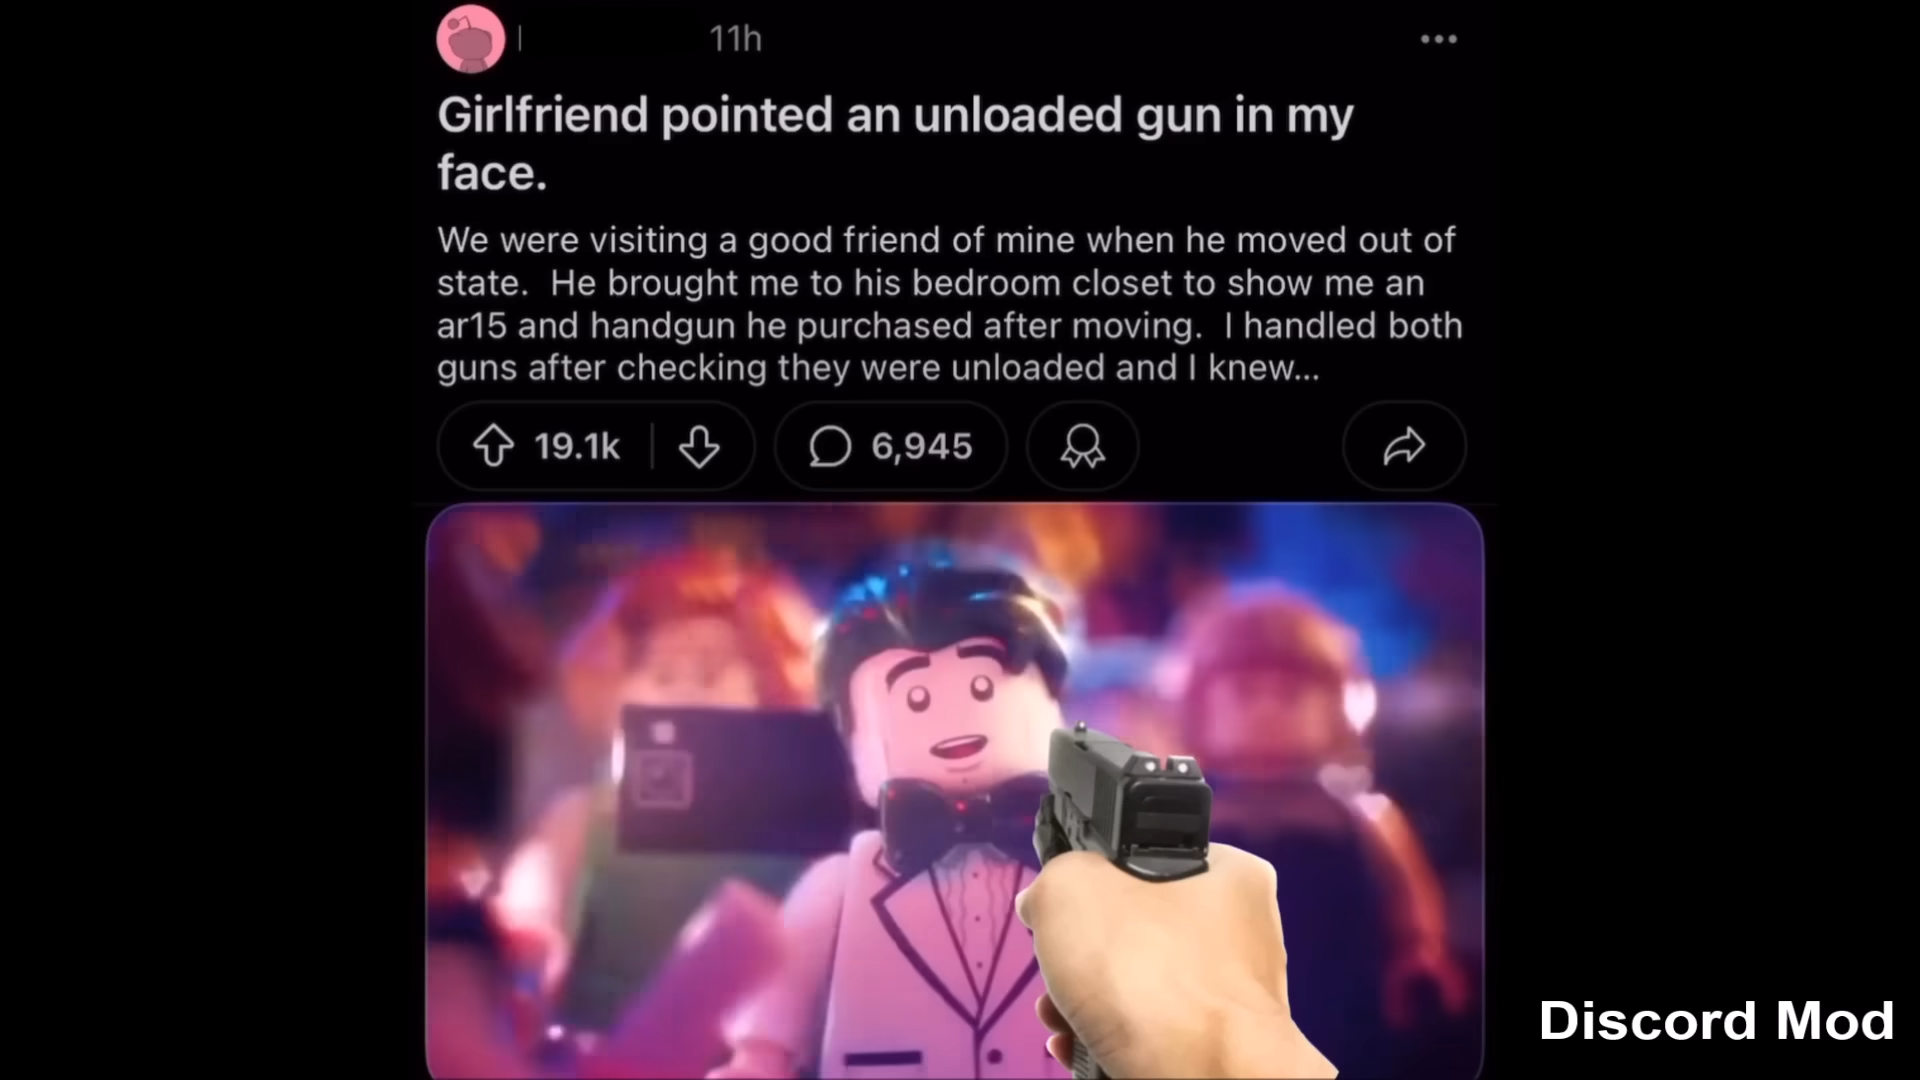 11h
Girlfriend pointed an unloaded gun in my
face.
We were visiting a good friend of mine when he moved out of
state. He brought me to his bedroom closet to show me an
ar15 and handgun he purchased after moving. I handled both
guns after checking they were unloaded and I knew...
19.1k 6,945
Discord Mod